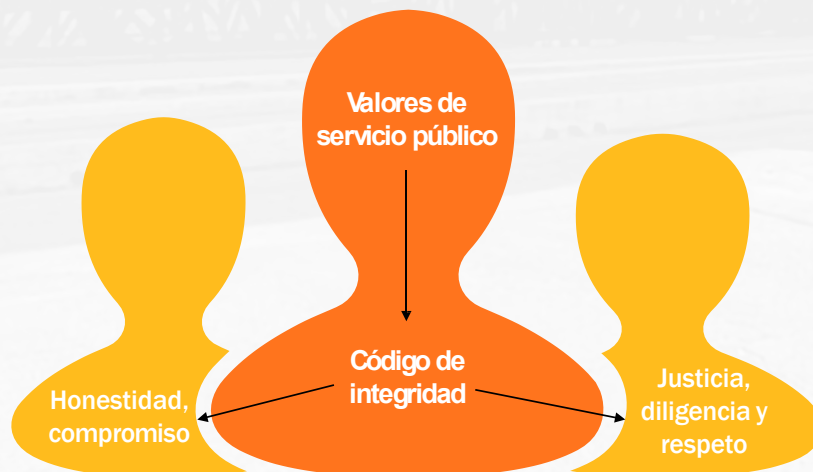 Valores de
servicio público
Código de
integridad
Honestidad,
compromiso
Justicia,
diligencia y
respeto